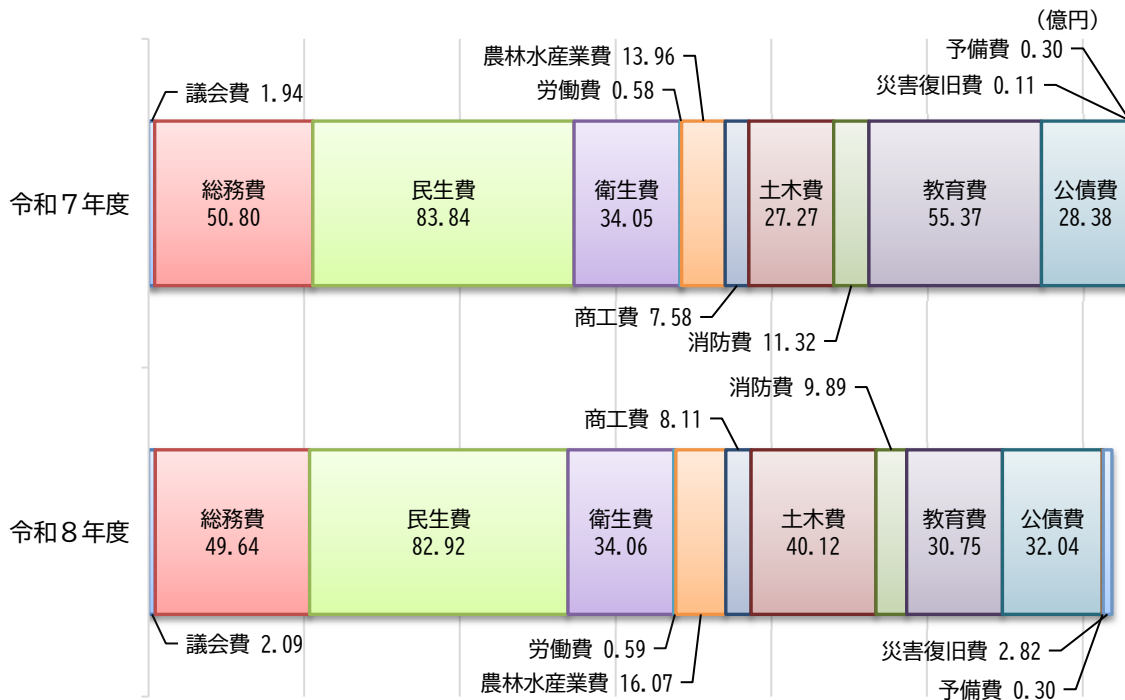 （億円）
予備費 0.30
農林水産業費 13.96
災害復旧費 0.11
労働費 0.58
議会費 1.94
令和７年度
総務費
50.80
民生費
83.84
衛生費
34.05
土木費
27.27
教育費
55.37
公債費
28.38
商工費 7.58
消防費 11.32
消防費 9.89
商工費 8.11
令和８年度
総務費
49.64
民生費
82.92
衛生費
34.06
土木費
40.12
教育費
30.75
公債費
32.04
議会費 2.09
労働費 0.59
災害復旧費 2.82
農林水産業費 16.07
予備費 0.30